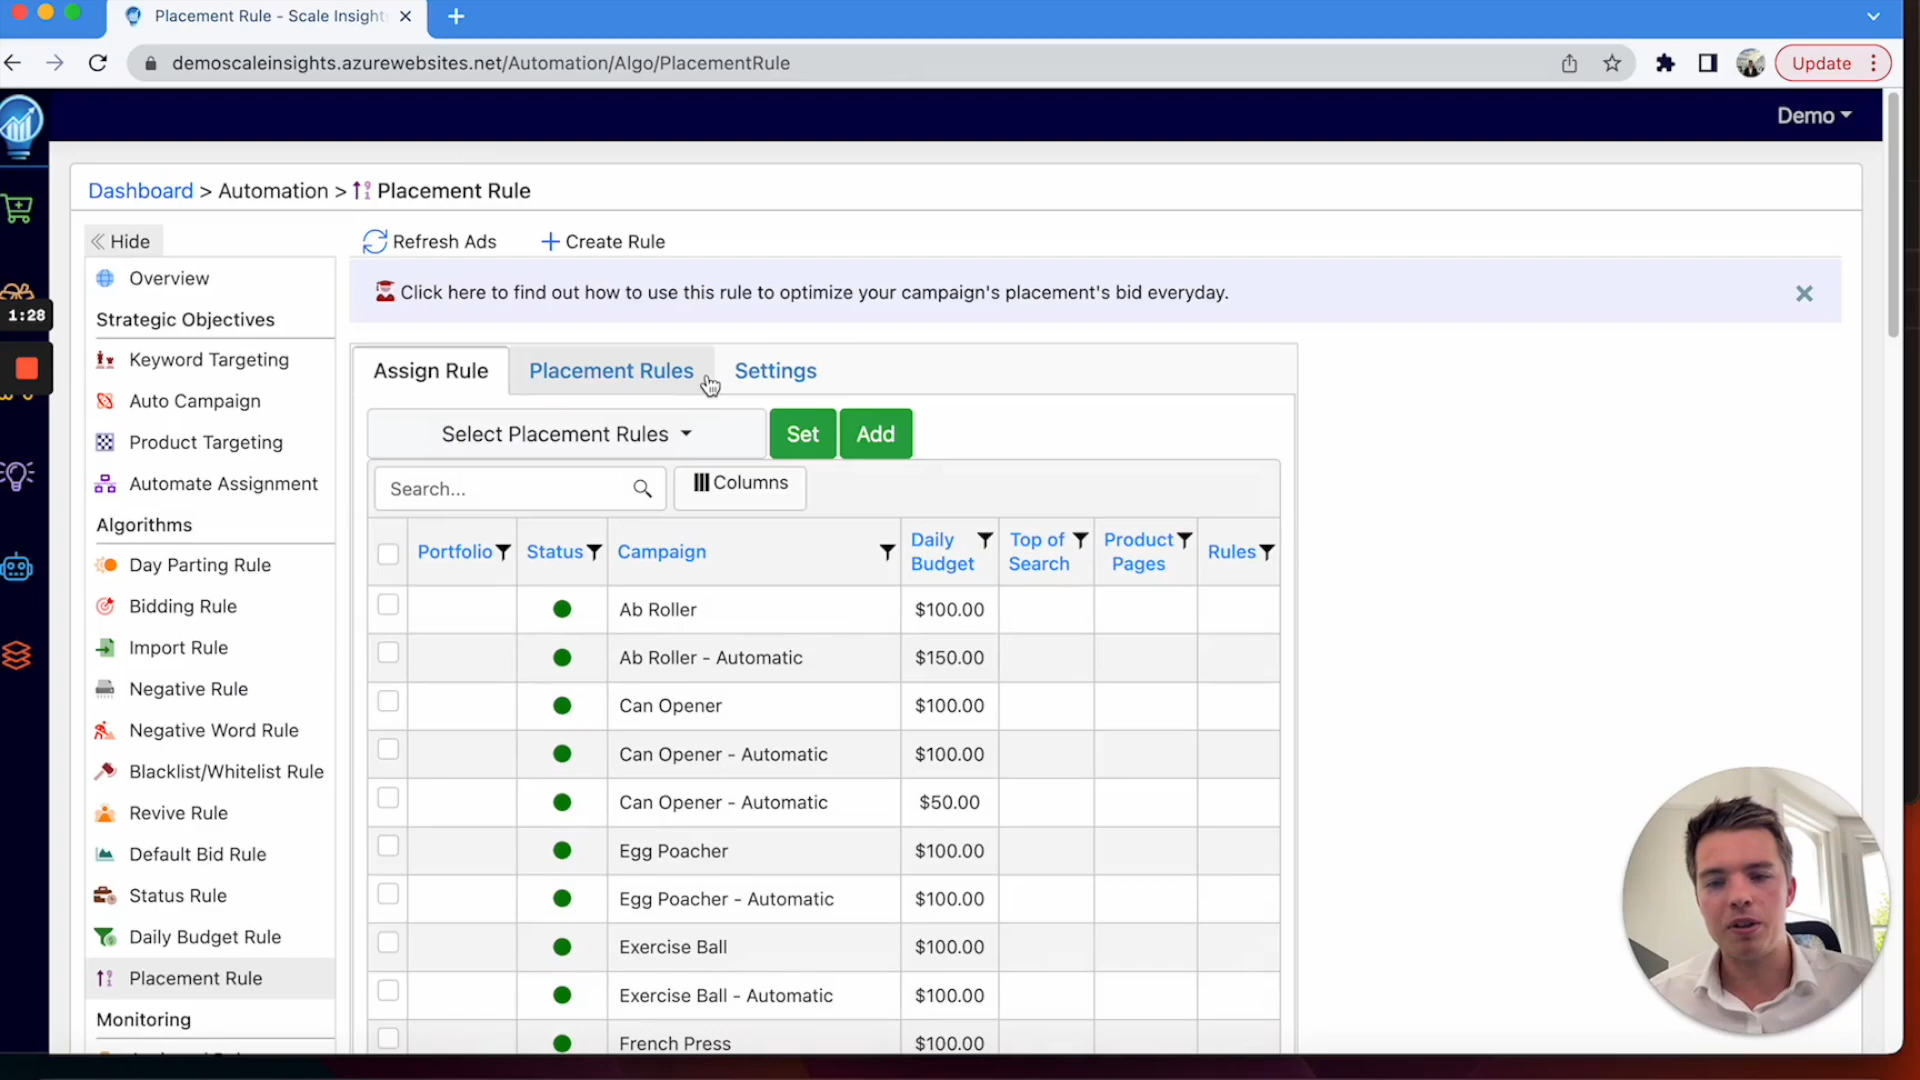 Placement Rule - Scale Insight
demoscaleinsights.azurewebsites.net/Automation/Algo/PlacementRule
Update
Demo
Dashboard > Automation > Placement Rule
Hide
Refresh Ads
Create Rule
Overview
Click here to find out how to use this rule to optimize your campaign's placement's bid everyday.
1:28
Strategic Objectives
Keyword Targeting
Auto Campaign
Product Targeting
Automate Assignment
Algorithms
Day Parting Rule
Bidding Rule
Import Rule
Negative Rule
Negative Word Rule
Blacklist/Whitelist Rule
Revive Rule
Default Bid Rule
Status Rule
Daily Budget Rule
Placement Rule
Monitoring
Assign Rule
Placement Rules
Settings
Select Placement Rules
Set
Add
Search...
Columns
Portfolio
Status
Campaign
Daily Budget
Top of Search
Product Pages
Rules
Ab Roller $100.00
Ab Roller - Automatic $150.00
Can Opener $100.00
Can Opener - Automatic $100.00
Can Opener - Automatic $50.00
Egg Poacher $100.00
Egg Poacher - Automatic $100.00
Exercise Ball $100.00
Exercise Ball - Automatic $100.00
French Press $100.00